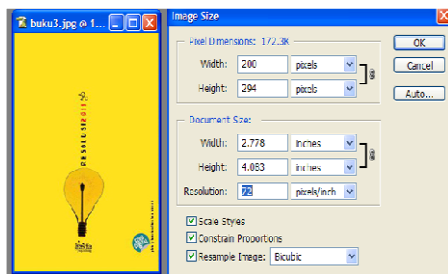 buku3.jpg @ 1...
Image Size
Pixel Dimensions: 172.3K
Width: 200 pixels
Height: 294 pixels
Document Size:
Width: 2.778 inches
Height: 4.083 inches
Resolution: 72 pixels/inch
Scale Styles
Constrain Proportions
Resample Image: Bicubic
OK
Cancel
Auto...